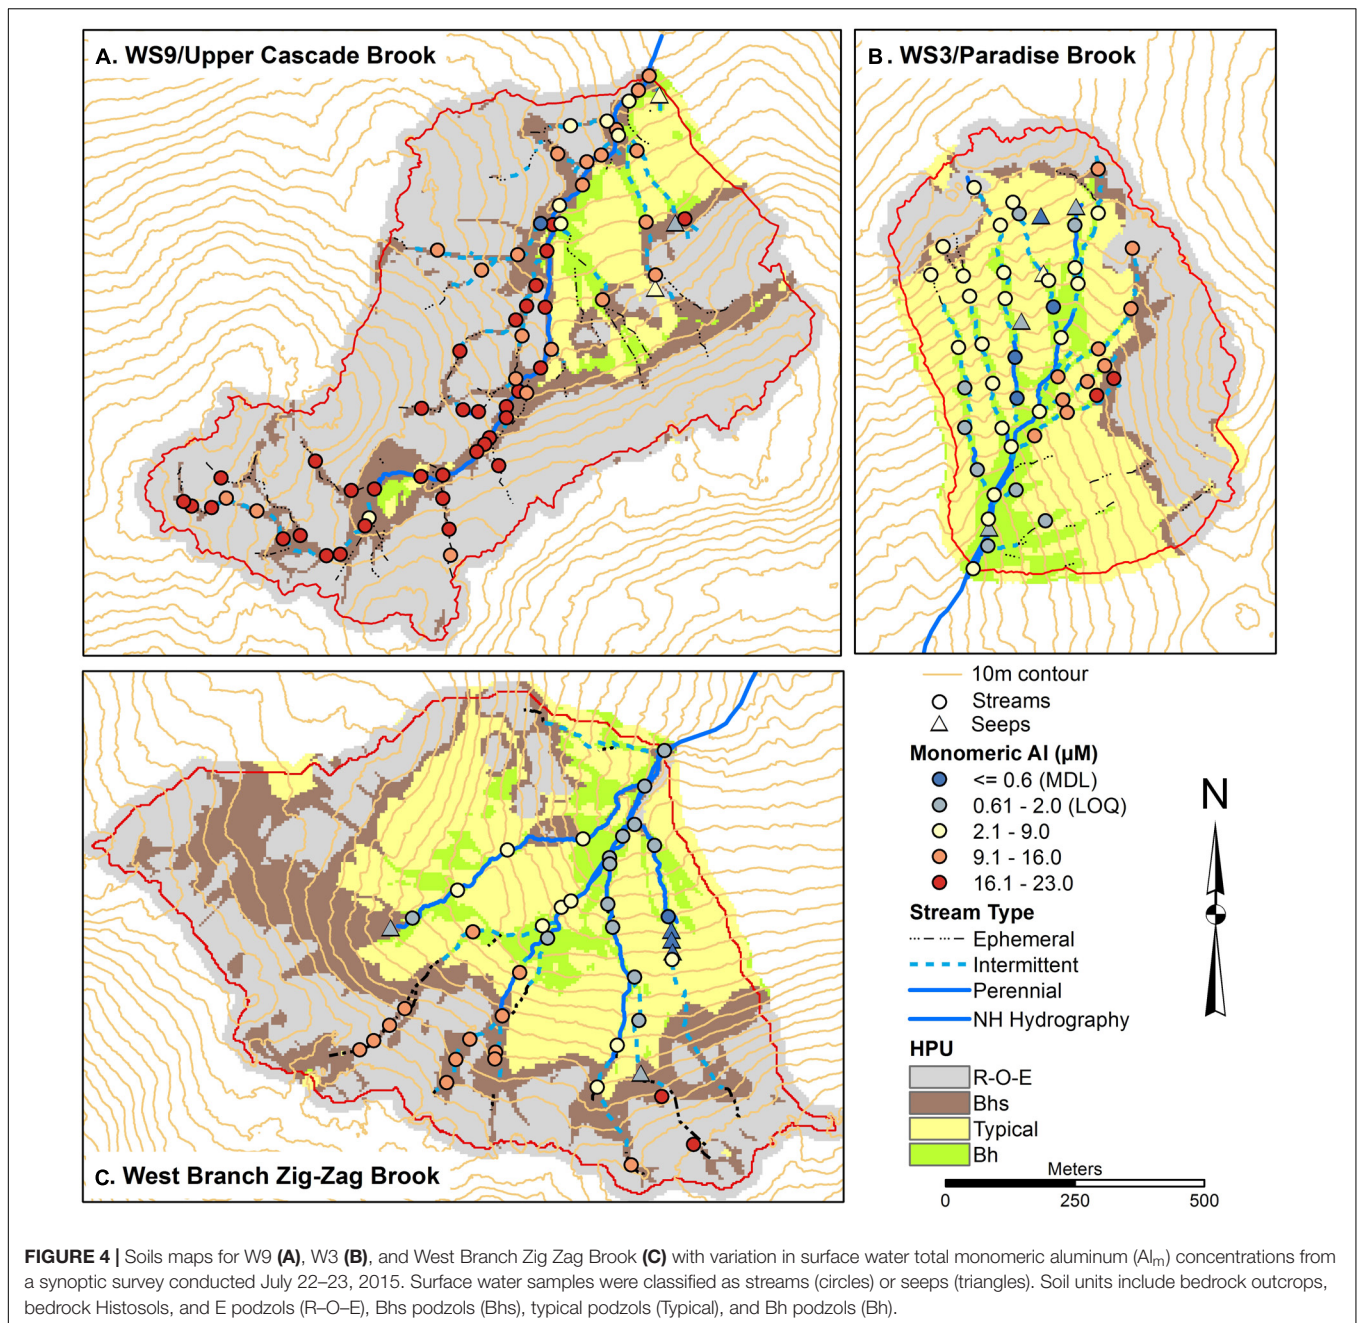 A. WS9/Upper Cascade Brook
B. WS3/Paradise Brook
C. West Branch Zig-Zag Brook
10m contour
Streams
Seeps
Monomeric Al (µM)
<= 0.6 (MDL)
0.61 - 2.0 (LOQ)
2.1 - 9.0
9.1 - 16.0
16.1 - 23.0
Stream Type
Ephemeral
Intermittent
Perennial
NH Hydrography
HPU
R-O-E
Bhs
Typical
Bh
N
Meters
0 250 500
FIGURE 4 | Soils maps for W9 (A), W3 (B), and West Branch Zig Zag Brook (C) with variation in surface water total monomeric aluminum (Alm) concentrations from
a synoptic survey conducted July 22–23, 2015. Surface water samples were classified as streams (circles) or seeps (triangles). Soil units include bedrock outcrops,
bedrock Histosols, and E podzols (R–O–E), Bhs podzols (Bhs), typical podzols (Typical), and Bh podzols (Bh).